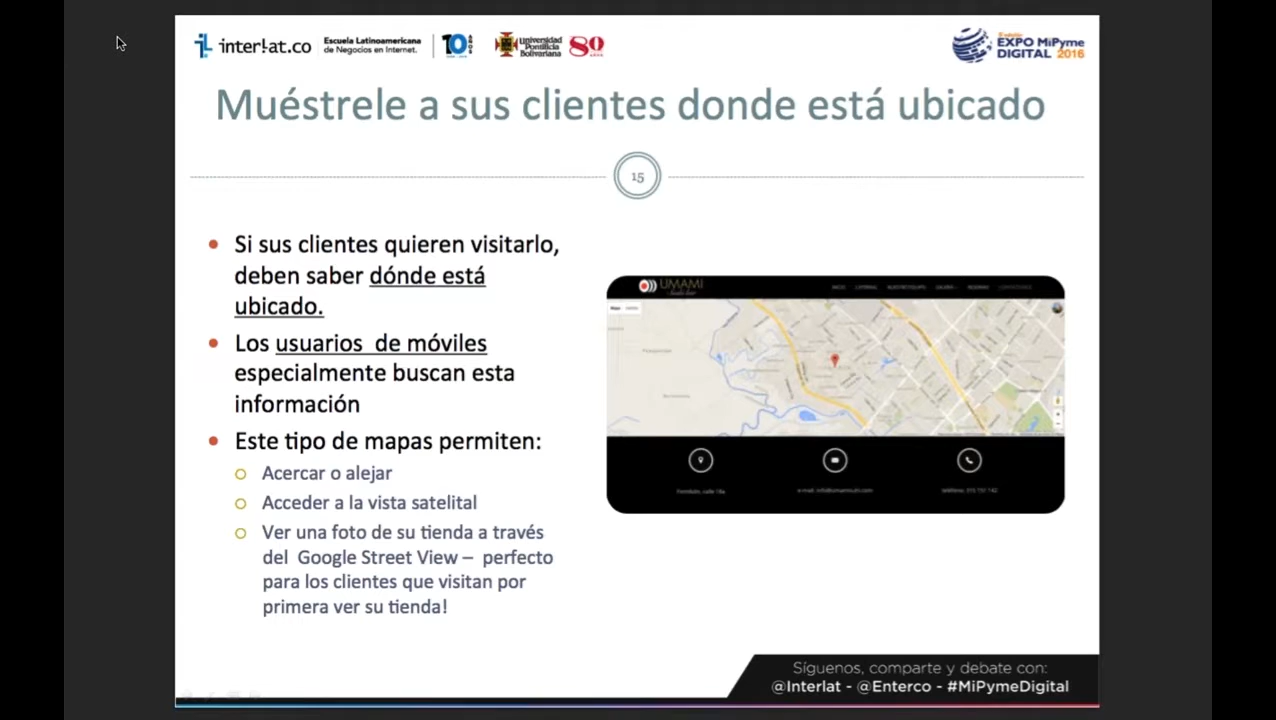 interlat.co
Escuela Latinoamericana
de Negocios en Internet.
10 AÑOS
Universidad
Pontificia
Bolivariana
80
EXPO MiPyme
DIGITAL 2016
Muéstrele a sus clientes donde está ubicado
15
Si sus clientes quieren visitarlo,
deben saber dónde está
ubicado.
Los usuarios de móviles
especialmente buscan esta
información
Este tipo de mapas permiten:
Acercar o alejar
Acceder a la vista satelital
Ver una foto de su tienda a través
del Google Street View – perfecto
para los clientes que visitan por
primera ver su tienda!
UMAMI
Síguenos, comparte y debate con:
@Interlat - @Enterco - #MiPymeDigital